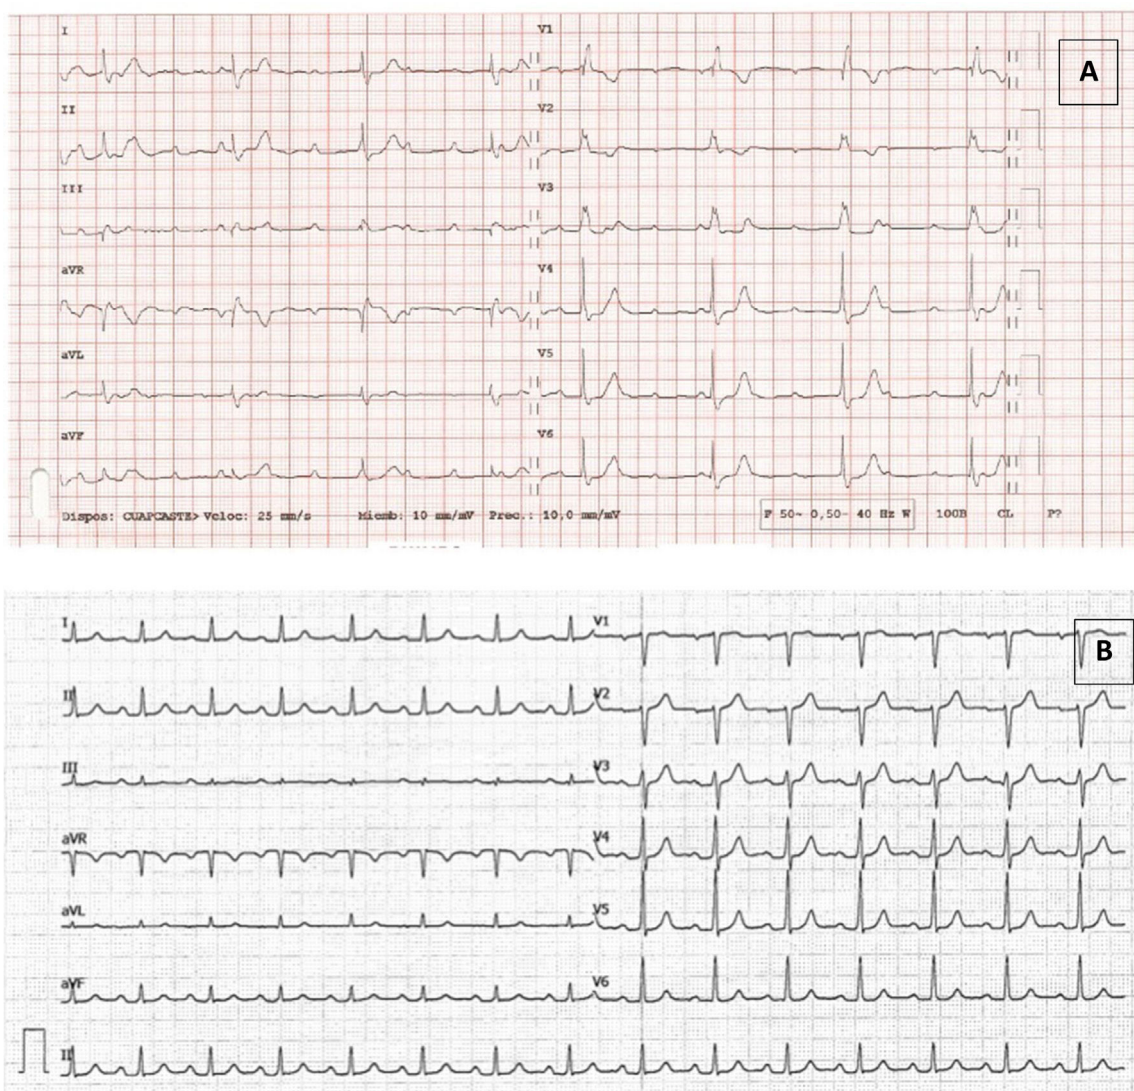 I
V1
A
II
V2
III
V3
aVR
V4
aVL
V5
aVF
V6
Dispos: CUAPCASTE> Veloc: 25 mm/s Miemb: 10 mm/mV Prec.: 10,0 mm/mV F 50~ 0,50- 40 Hz W 100B CL P?
I
V1
B
II
V2
III
V3
aVR
V4
aVL
V5
aVF
V6
II